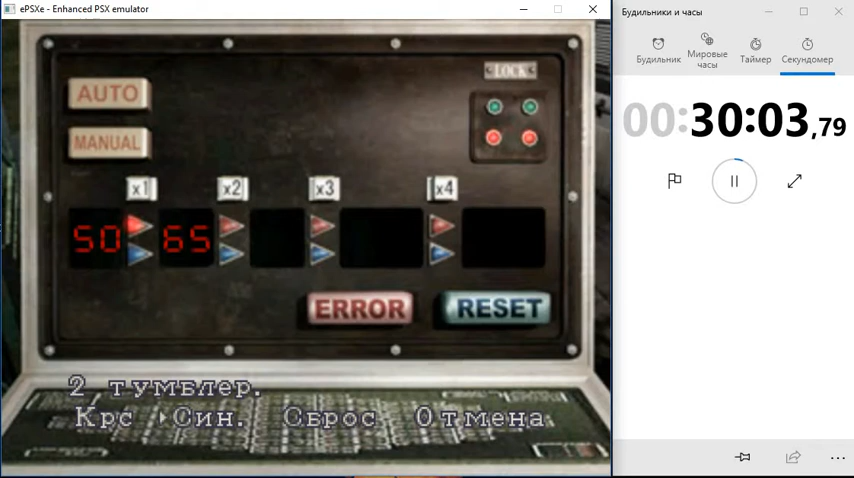 ePSXe - Enhanced PSX emulator
LOCK
AUTO
MANUAL
x1 x2 x3 x4
50 65
ERROR RESET
2 тумблер.
Крс Син. Сброс Отмена
Будильники и часы
Будильник Мировые часы Таймер Секундомер
00:30:03,79